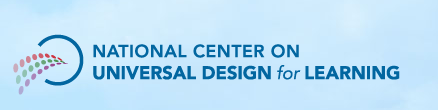 NATIONAL CENTER ON
UNIVERSAL DESIGN for LEARNING